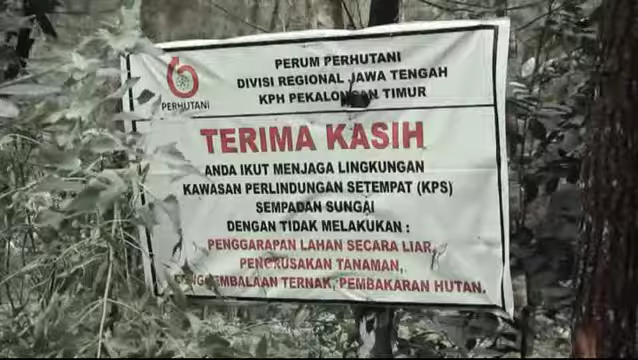 PERUM PERHUTANI
DIVISI REGIONAL JAWA TENGAH
KPH PEKALONGAN TIMUR
PERHUTANI
TERIMA KASIH
ANDA IKUT MENJAGA LINGKUNGAN
KAWASAN PERLINDUNGAN SETEMPAT (KPS)
SEMPADAN SUNGAI
DENGAN TIDAK MELAKUKAN :
PENGGARAPAN LAHAN SECARA LIAR,
PENGRUSAKAN TANAMAN,
PENGGEMBALAAN TERNAK, PEMBAKARAN HUTAN.